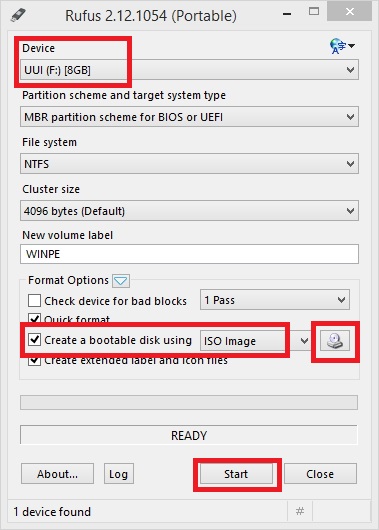 Rufus 2.12.1054 (Portable)
Device
UUI (F:) [8GB]
Partition scheme and target system type
MBR partition scheme for BIOS or UEFI
File system
NTFS
Cluster size
4096 bytes (Default)
New volume label
WINPE
Format Options
Check device for bad blocks 1 Pass
Quick format
Create a bootable disk using ISO Image
Create extended label and icon files
READY
About... Log Start Close
1 device found #